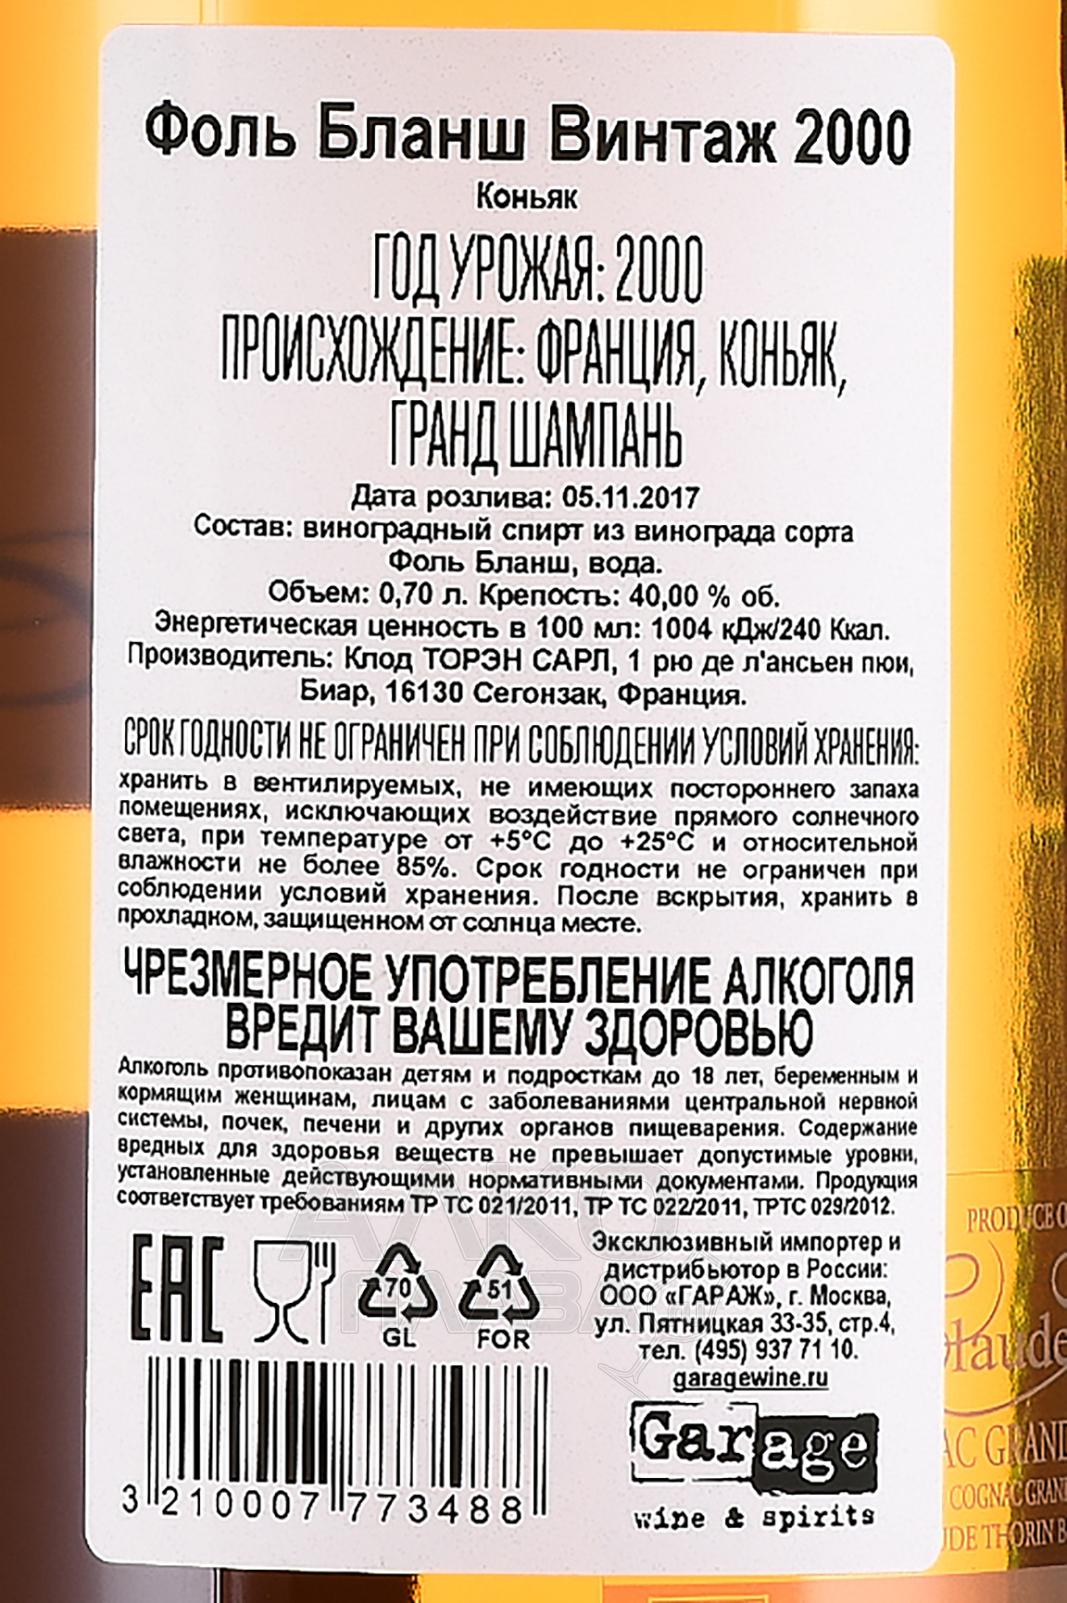 Фоль Бланш Винтаж 2000
Коньяк
ГОД УРОЖАЯ: 2000
ПРОИСХОЖДЕНИЕ: ФРАНЦИЯ, КОНЬЯК,
ГРАНД ШАМПАНЬ
Дата розлива: 05.11.2017
Состав: виноградный спирт из винограда сорта
Фоль Бланш, вода.
Объем: 0,70 л. Крепость: 40,00 % об.
Энергетическая ценность в 100 мл: 1004 кДж/240 Ккал.
Производитель: Клод ТОРЭН САРЛ, 1 рю де л'ансьен пюи,
Биар, 16130 Сегонзак, Франция.
СРОК ГОДНОСТИ НЕ ОГРАНИЧЕН ПРИ СОБЛЮДЕНИИ УСЛОВИЙ ХРАНЕНИЯ:
хранить в вентилируемых, не имеющих постороннего запаха
помещениях, исключающих воздействие прямого солнечного
света, при температуре от +5°C до +25°C и относительной
влажности не более 85%. Срок годности не ограничен при
соблюдении условий хранения. После вскрытия, хранить в
прохладном, защищенном от солнца месте.
ЧРЕЗМЕРНОЕ УПОТРЕБЛЕНИЕ АЛКОГОЛЯ
ВРЕДИТ ВАШЕМУ ЗДОРОВЬЮ
Алкоголь противопоказан детям и подросткам до 18 лет, беременным и
кормящим женщинам, лицам с заболеваниями центральной нервной
системы, почек, печени и других органов пищеварения. Содержание
вредных для здоровья веществ не превышает допустимые уровни,
установленные действующими нормативными документами. Продукция
соответствует требованиям ТР ТС 021/2011, ТР ТС 022/2011, ТРТС 029/2012.
EAC
70
GL
51
FOR
Эксклюзивный импортер и
дистрибьютор в России:
ООО «ГАРАЖ», г. Москва,
ул. Пятницкая 33-35, стр.4,
тел. (495) 937 71 10.
garagewine.ru
Garage
wine & spirits
3 210007 773488
АЛКО
COGNAC GRAN